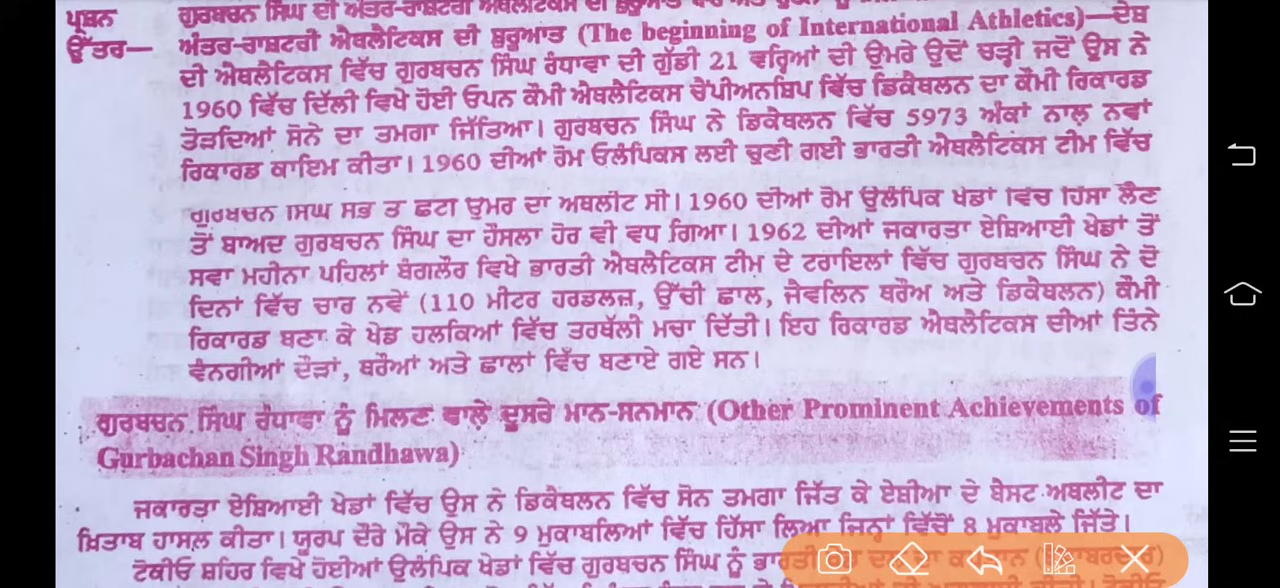 ਪ੍ਰਸ਼ਨ ਗੁਰਬਚਨ ਸਿੰਘ ਦੀ ਅੰਤਰ-ਰਾਸ਼ਟਰੀ ਐਥਲੈਟਿਕਸ ਦੀ ਸ਼ੁਰੂਆਤ
ਉੱਤਰ— ਅੰਤਰ-ਰਾਸ਼ਟਰੀ ਐਥਲੈਟਿਕਸ ਦੀ ਸ਼ੁਰੂਆਤ (The beginning of International Athletics)—ਦੇਸ਼
ਦੀ ਐਥਲੈਟਿਕਸ ਵਿੱਚ ਗੁਰਬਚਨ ਸਿੰਘ ਰੰਧਾਵਾ ਦੀ ਗੁੱਡੀ 21 ਵਰ੍ਹਿਆਂ ਦੀ ਉਮਰੇ ਉਦੋਂ ਚੜ੍ਹੀ ਜਦੋਂ ਉਸ ਨੇ
1960 ਵਿੱਚ ਦਿੱਲੀ ਵਿਖੇ ਹੋਈ ਓਪਨ ਕੌਮੀ ਐਥਲੈਟਿਕਸ ਚੈਂਪੀਅਨਸ਼ਿਪ ਵਿੱਚ ਡਿਕੈਥਲਨ ਦਾ ਕੌਮੀ ਰਿਕਾਰਡ
ਤੋੜਦਿਆਂ ਸੋਨੇ ਦਾ ਤਮਗਾ ਜਿੱਤਿਆ। ਗੁਰਬਚਨ ਸਿੰਘ ਨੇ ਡਿਕੈਥਲਨ ਵਿੱਚ 5973 ਅੰਕਾਂ ਨਾਲ਼ ਨਵਾਂ
ਰਿਕਾਰਡ ਕਾਇਮ ਕੀਤਾ। 1960 ਦੀਆਂ ਰੋਮ ਓਲੰਪਿਕਸ ਲਈ ਚੁਣੀ ਗਈ ਭਾਰਤੀ ਐਥਲੈਟਿਕਸ ਟੀਮ ਵਿੱਚ
ਗੁਰਬਚਨ ਸਿੰਘ ਸਭ ਤੋਂ ਛੋਟੀ ਉਮਰ ਦਾ ਅਥਲੀਟ ਸੀ। 1960 ਦੀਆਂ ਰੋਮ ਉਲੰਪਿਕ ਖੇਡਾਂ ਵਿੱਚ ਹਿੱਸਾ ਲੈਣ
ਤੋਂ ਬਾਅਦ ਗੁਰਬਚਨ ਸਿੰਘ ਦਾ ਹੌਸਲਾ ਹੋਰ ਵੀ ਵਧ ਗਿਆ। 1962 ਦੀਆਂ ਜਕਾਰਤਾ ਏਸ਼ਿਆਈ ਖੇਡਾਂ ਤੋਂ
ਸਵਾ ਮਹੀਨਾ ਪਹਿਲਾਂ ਬੰਗਲੌਰ ਵਿਖੇ ਭਾਰਤੀ ਐਥਲੈਟਿਕਸ ਟੀਮ ਦੇ ਟਰਾਇਲਾਂ ਵਿੱਚ ਗੁਰਬਚਨ ਸਿੰਘ ਨੇ ਦੋ
ਦਿਨਾਂ ਵਿੱਚ ਚਾਰ ਨਵੇਂ (110 ਮੀਟਰ ਹਰਡਲਜ਼, ਉੱਚੀ ਛਾਲ, ਜੈਵਲਿਨ ਥਰੋਅ ਅਤੇ ਡਿਕੈਥਲਨ) ਕੌਮੀ
ਰਿਕਾਰਡ ਬਣਾ ਕੇ ਖੇਡ ਹਲਕਿਆਂ ਵਿੱਚ ਤਰਥੱਲੀ ਮਚਾ ਦਿੱਤੀ। ਇਹ ਰਿਕਾਰਡ ਐਥਲੈਟਿਕਸ ਦੀਆਂ ਤਿੰਨੇ
ਵੰਨਗੀਆਂ ਦੌੜਾਂ, ਥਰੋਆਂ ਅਤੇ ਛਾਲਾਂ ਵਿੱਚ ਬਣਾਏ ਗਏ ਸਨ।
ਗੁਰਬਚਨ ਸਿੰਘ ਰੰਧਾਵਾ ਨੂੰ ਮਿਲਣ ਵਾਲ਼ੇ ਦੂਸਰੇ ਮਾਨ-ਸਨਮਾਨ (Other Prominent Achievements of
Gurbachan Singh Randhawa)
ਜਕਾਰਤਾ ਏਸ਼ਿਆਈ ਖੇਡਾਂ ਵਿੱਚ ਉਸ ਨੇ ਡਿਕੈਥਲਨ ਵਿੱਚ ਸੋਨ ਤਮਗਾ ਜਿੱਤ ਕੇ ਏਸ਼ੀਆ ਦੇ ਬੈਸਟ ਅਥਲੀਟ ਦਾ
ਖ਼ਿਤਾਬ ਹਾਸਲ ਕੀਤਾ। ਯੂਰਪ ਦੌਰੇ ਮੌਕੇ ਉਸ ਨੇ 9 ਮੁਕਾਬਲਿਆਂ ਵਿੱਚ ਹਿੱਸਾ ਲਿਆ ਜਿਨ੍ਹਾਂ ਵਿੱਚੋਂ 8 ਮੁਕਾਬਲੇ ਜਿੱਤੇ।
ਟੋਕੀਓ ਸ਼ਹਿਰ ਵਿਖੇ ਹੋਈਆਂ ਉਲੰਪਿਕ ਖੇਡਾਂ ਵਿੱਚ ਗੁਰਬਚਨ ਸਿੰਘ ਨੂੰ